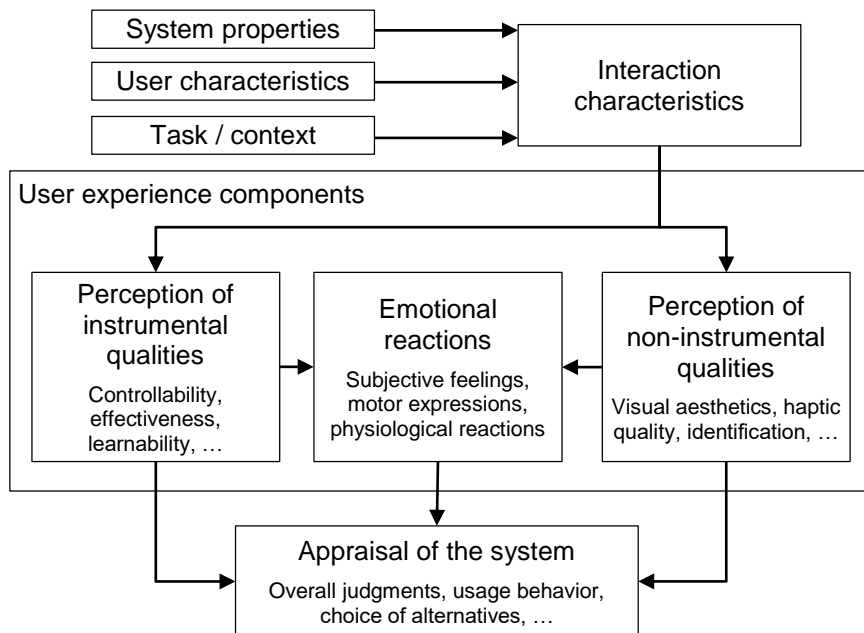 System properties
User characteristics
Task / context
Interaction
characteristics
User experience components
Perception of
instrumental
qualities
Controllability,
effectiveness,
learnability, …
Emotional
reactions
Subjective feelings,
motor expressions,
physiological reactions
Perception of
non-instrumental
qualities
Visual aesthetics, haptic
quality, identification, …
Appraisal of the system
Overall judgments, usage behavior,
choice of alternatives, …